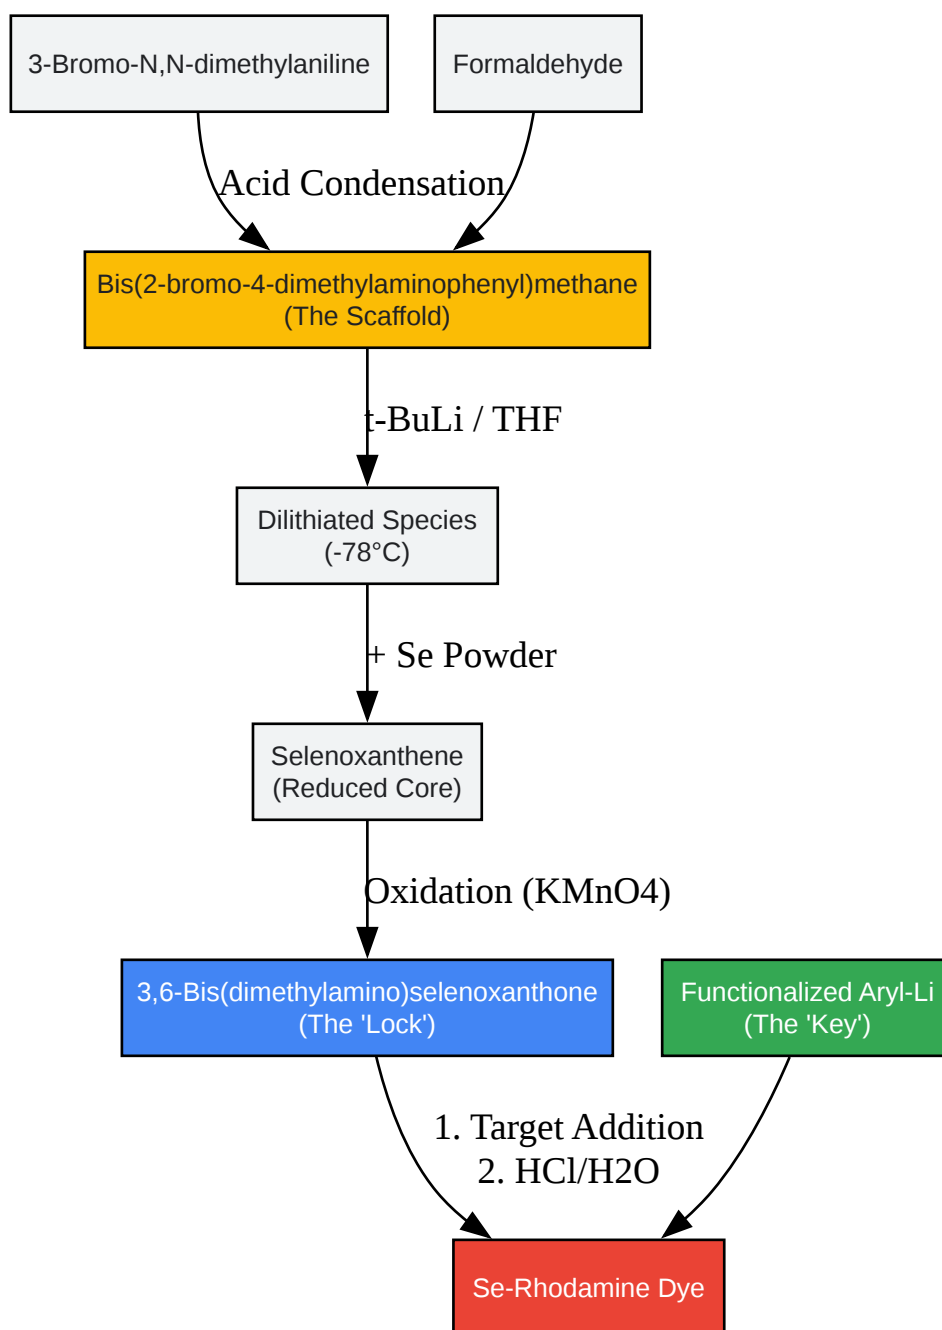 3-Bromo-N,N-dimethylaniline
Formaldehyde
Acid Condensation
Bis(2-bromo-4-dimethylaminophenyl)methane
(The Scaffold)
t-BuLi / THF
Dilithiated Species
(-78°C)
+ Se Powder
Selenoxanthene
(Reduced Core)
Oxidation (KMnO4)
3,6-Bis(dimethylamino)selenoxanthone
(The 'Lock')
Functionalized Aryl-Li
(The 'Key')
1. Target Addition
2. HCl/H2O
Se-Rhodamine Dye